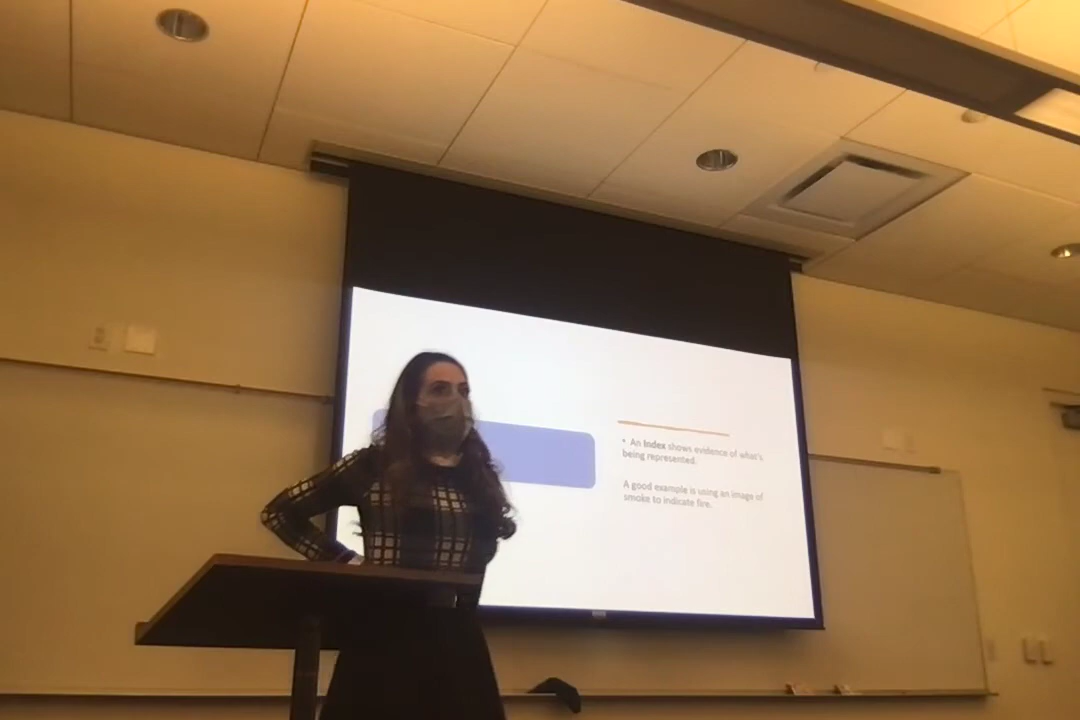 • An Index shows evidence of what's
being represented.
A good example is using an image of
smoke to indicate fire.